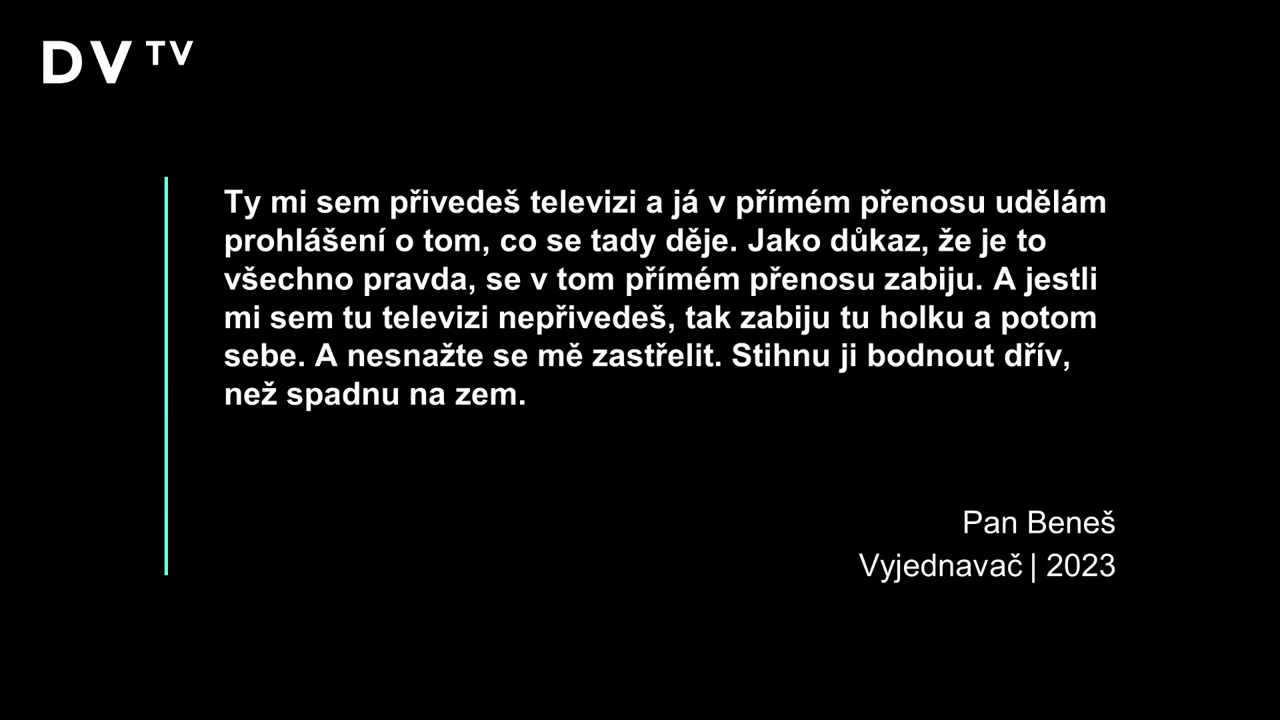 DV TV
Ty mi sem přivedeš televizi a já v přímém přenosu udělám
prohlášení o tom, co se tady děje. Jako důkaz, že je to
všechno pravda, se v tom přímém přenosu zabiju. A jestli
mi sem tu televizi nepřivedeš, tak zabiju tu holku a potom
sebe. A nesnažte se mě zastřelit. Stihnu ji bodnout dřív,
než spadnu na zem.
Pan Beneš
Vyjednavač | 2023